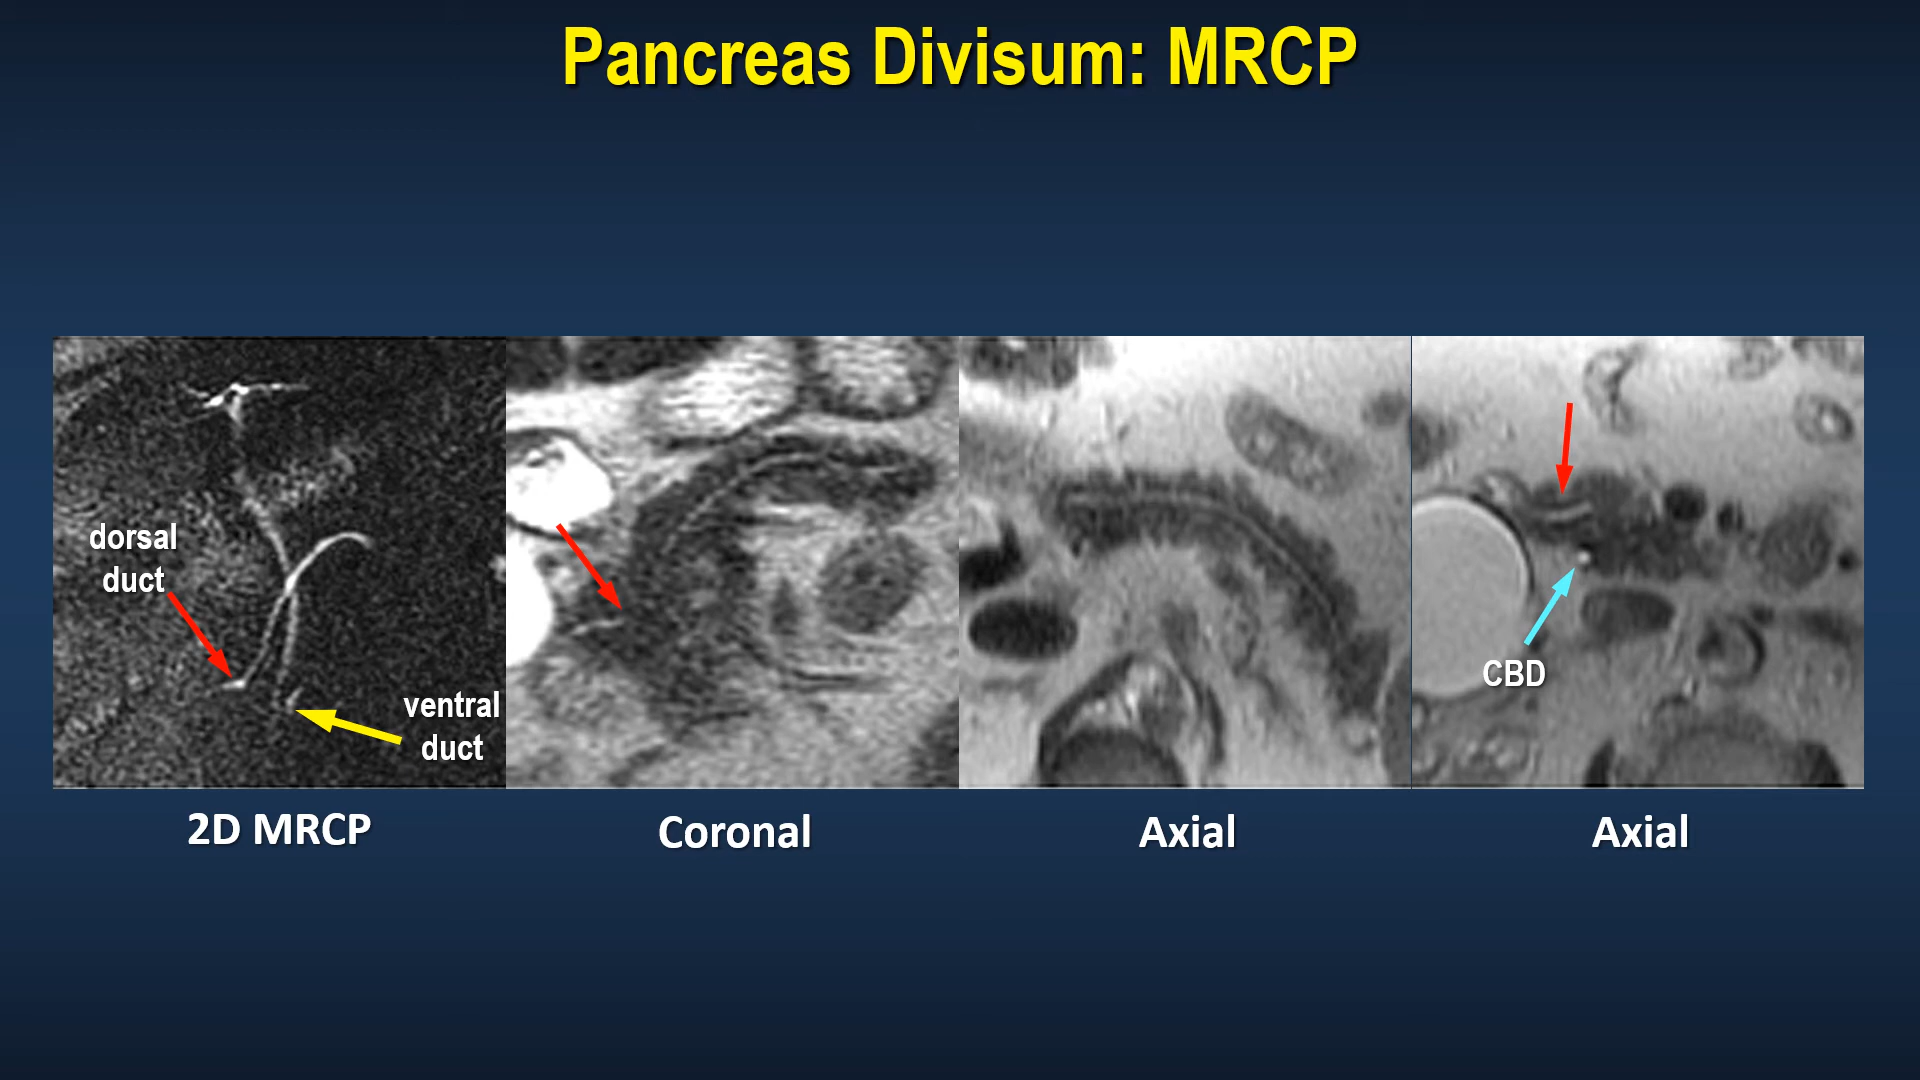 Pancreas Divisum: MRCP
dorsal
duct
ventral
duct
CBD
2D MRCP
Coronal
Axial
Axial